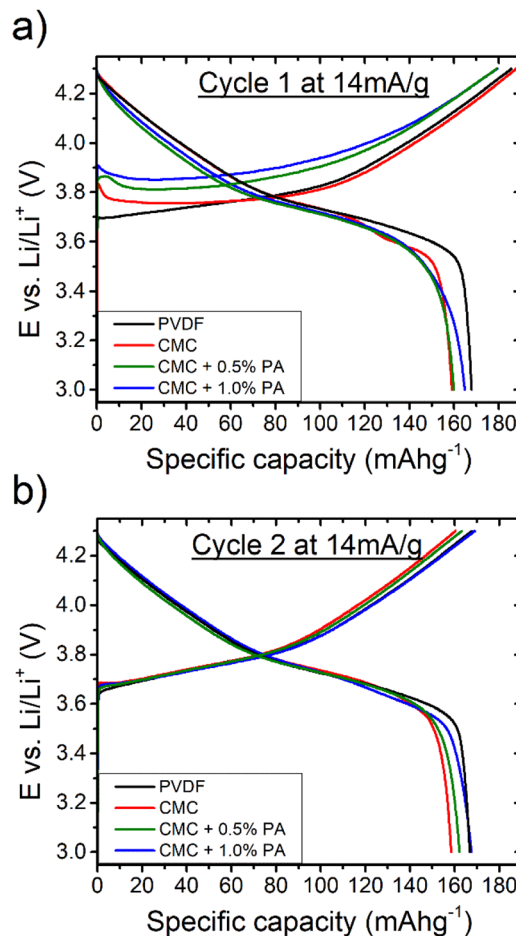 a)
Cycle 1 at 14mA/g
4.2
4.0
3.8
3.6
3.4
3.2
3.0
E vs. Li/Li⁺ (V)
PVDF
CMC
CMC + 0.5% PA
CMC + 1.0% PA
0 20 40 60 80 100 120 140 160 180
Specific capacity (mAhg⁻¹)
b)
Cycle 2 at 14mA/g
4.2
4.0
3.8
3.6
3.4
3.2
3.0
E vs. Li/Li⁺ (V)
PVDF
CMC
CMC + 0.5% PA
CMC + 1.0% PA
0 20 40 60 80 100 120 140 160 180
Specific capacity (mAhg⁻¹)